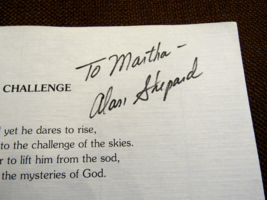 To Martha -
CHALLENGE
Alan Shepard
yet he dares to rise,
to the challenge of the skies.
to lift him from the sod,
the mysteries of God.